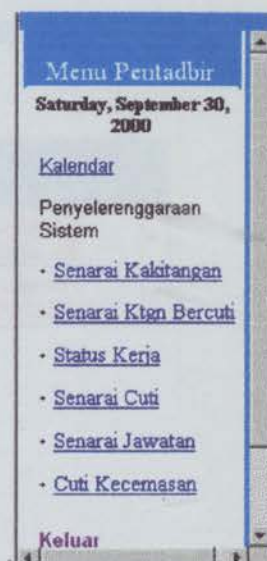 Menu Pentadbir
Saturday, September 30,
2000
Kalendar
Penyelerenggaraan
Sistem
· Senarai Kakitangan
· Senarai Ktgn Bercuti
· Status Kerja
· Senarai Cuti
· Senarai Jawatan
· Cuti Kecemasan
Keluar